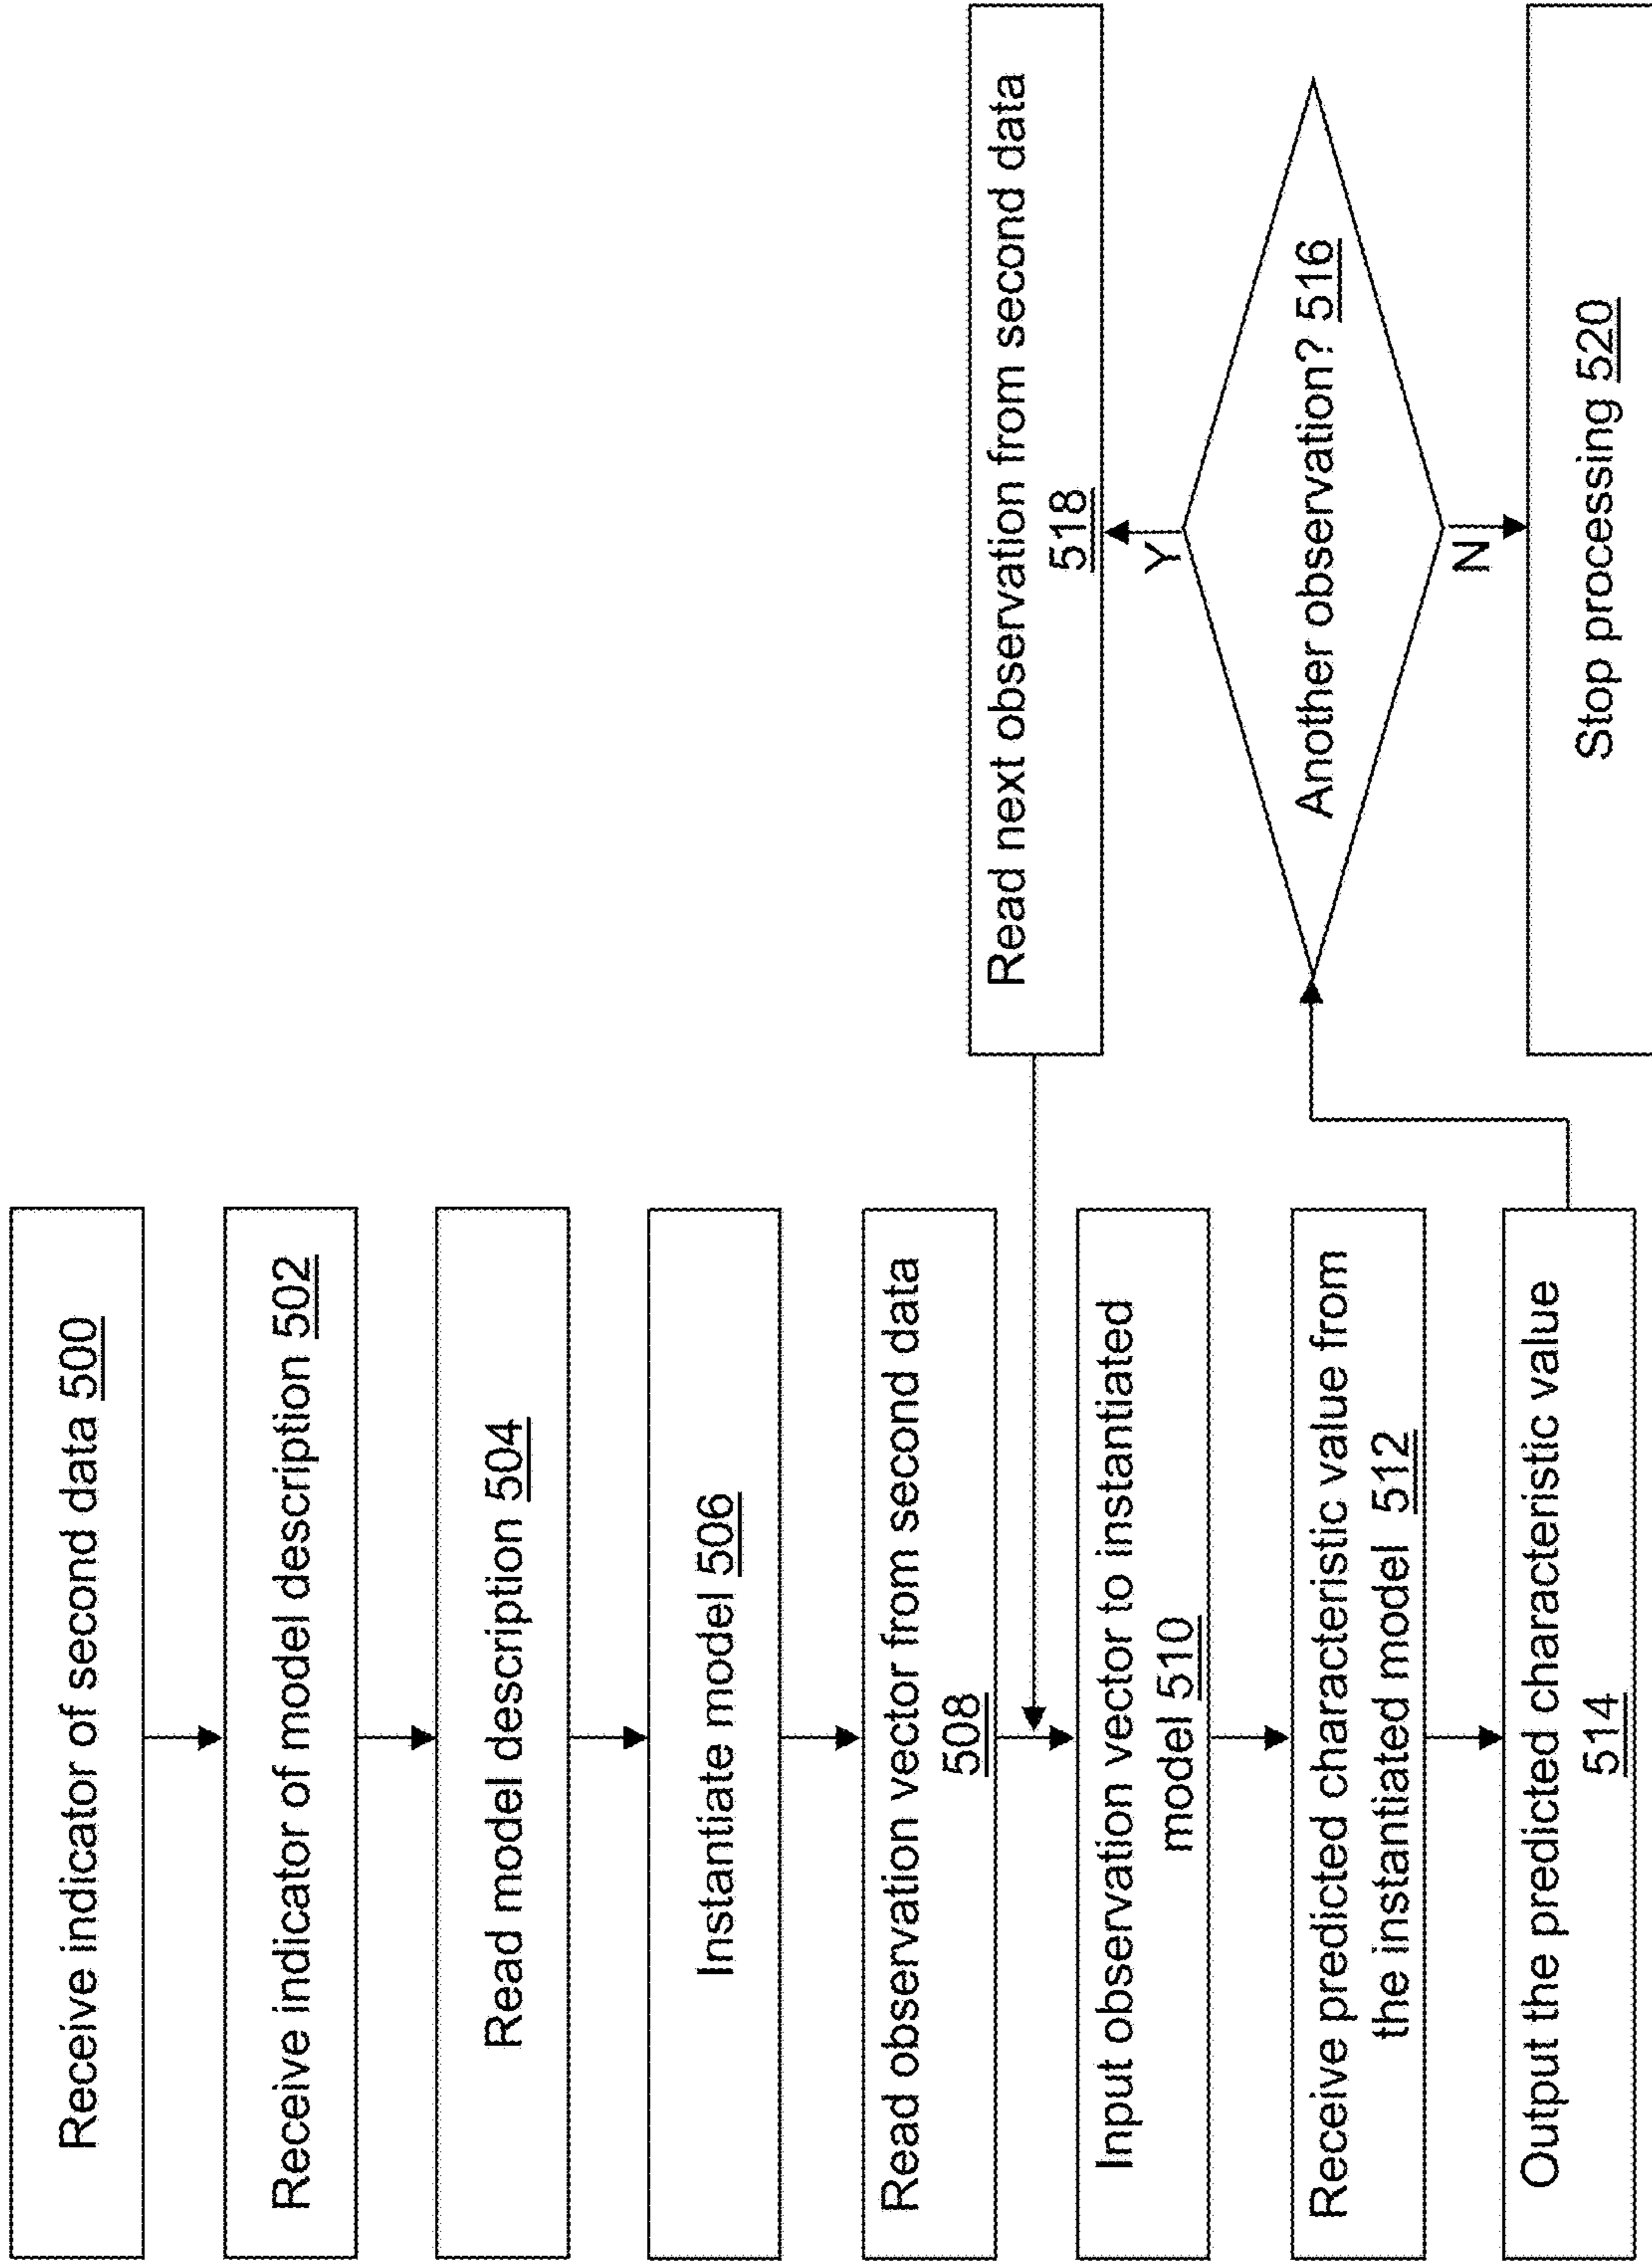 Receive indicator of second data 500
Receive indicator of model description 502
Read model description 504
Instantiate model 506
Read observation vector from second data
508
Input observation vector to instantiated
model 510
Receive predicted characteristic value from
the instantiated model 512
Output the predicted characteristic value
514
Read next observation from second data
518
Y
Another observation? 516
N
Stop processing 520